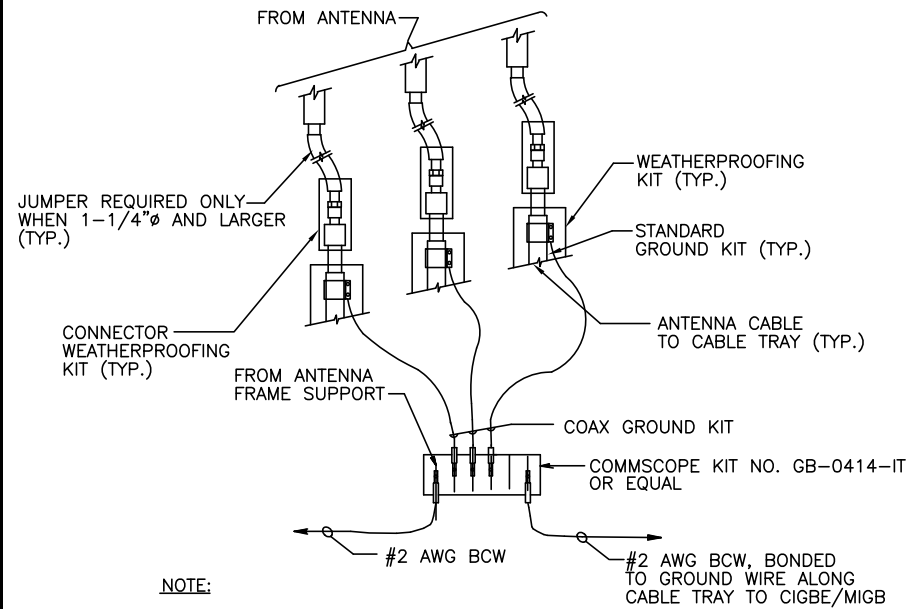 FROM ANTENNA
JUMPER REQUIRED ONLY
WHEN 1-1/4"ø AND LARGER
(TYP.)
WEATHERPROOFING
KIT (TYP.)
STANDARD
GROUND KIT (TYP.)
CONNECTOR
WEATHERPROOFING
KIT (TYP.)
ANTENNA CABLE
TO CABLE TRAY (TYP.)
FROM ANTENNA
FRAME SUPPORT
COAX GROUND KIT
COMMSCOPE KIT NO. GB-0414-IT
OR EQUAL
#2 AWG BCW
#2 AWG BCW, BONDED
TO GROUND WIRE ALONG
CABLE TRAY TO CIGBE/MIGB
NOTE: